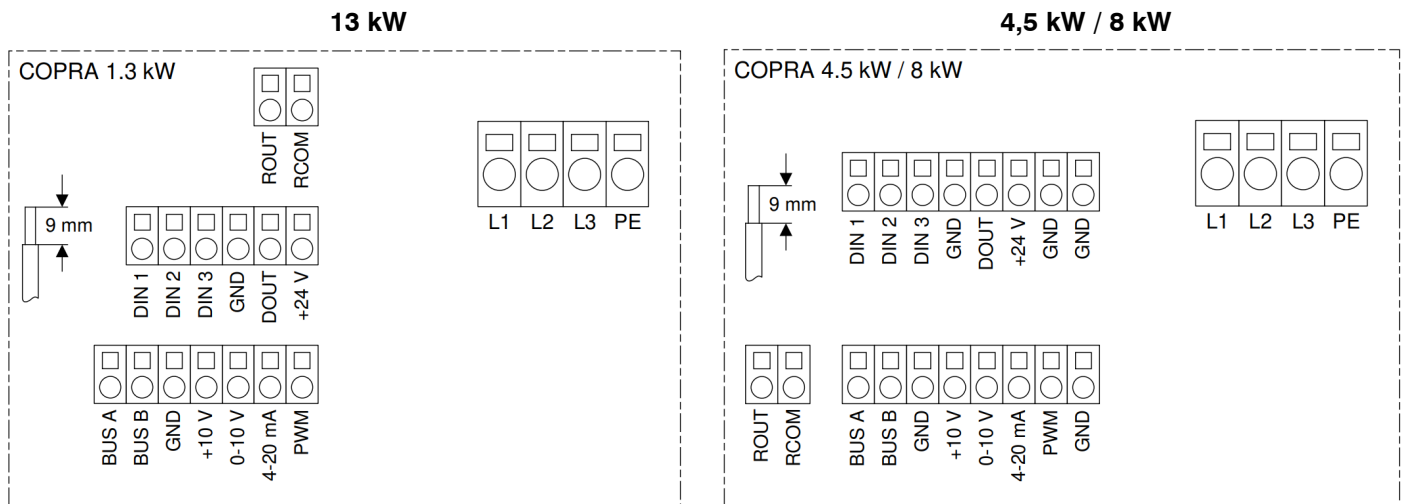 13 kW
COPRA 1.3 kW
ROUT
RCOM
L1 L2 L3 PE
9 mm
DIN 1
DIN 2
DIN 3
GND
DOUT
+24 V
BUS A
BUS B
GND
+10 V
0-10 V
4-20 mA
PWM
4,5 kW / 8 kW
COPRA 4.5 kW / 8 kW
L1 L2 L3 PE
9 mm
DIN 1
DIN 2
DIN 3
GND
DOUT
+24 V
GND
GND
ROUT
RCOM
BUS A
BUS B
GND
+10 V
0-10 V
4-20 mA
PWM
GND